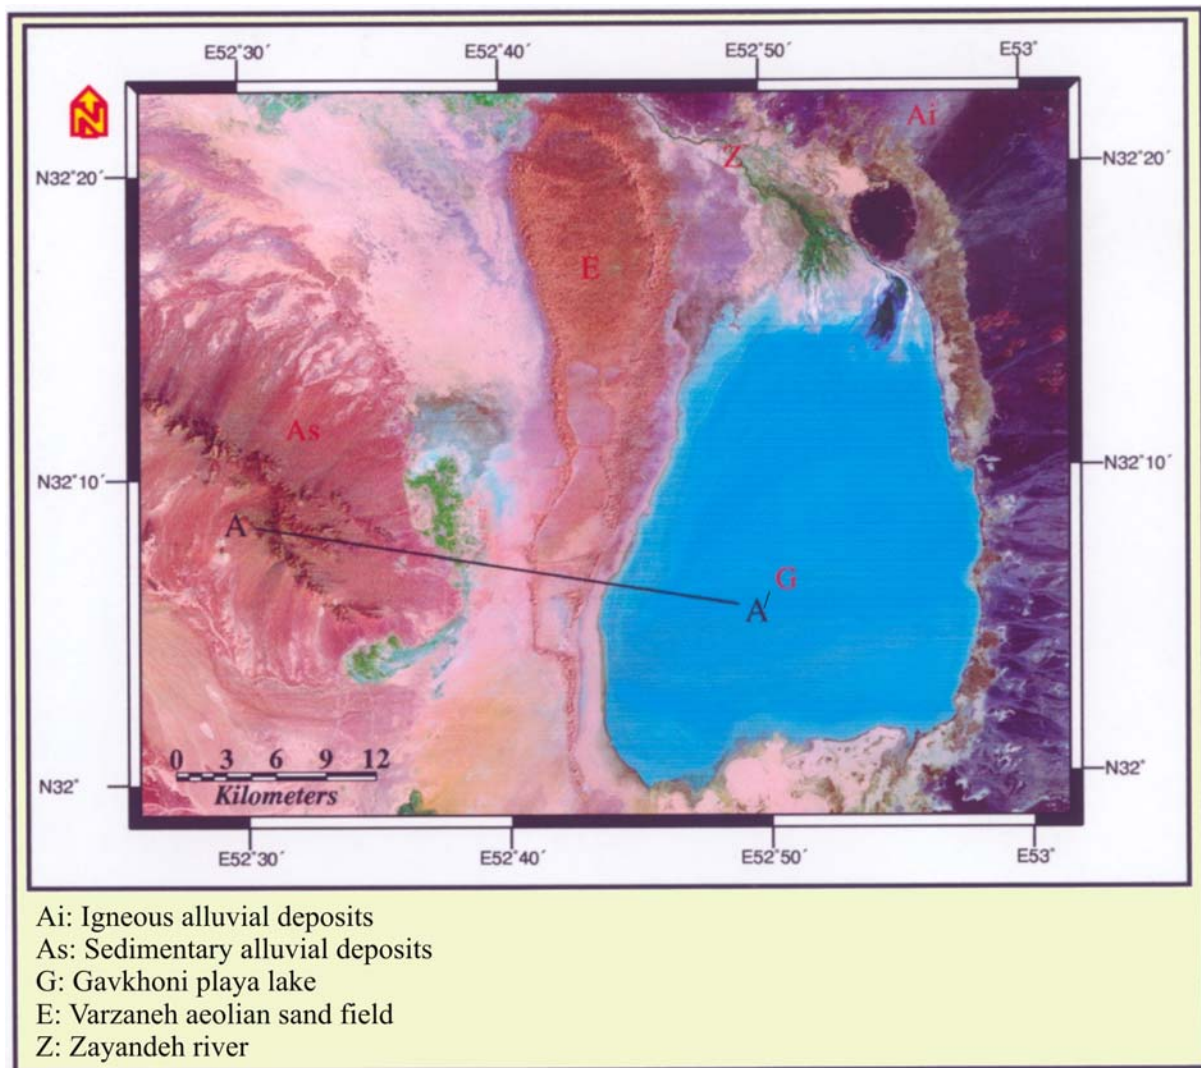 E52°30´ E52°40´ E52°50´ E53°
N
Ai
Z
N32°20´ N32°20´
E
As
N32°10´ N32°10´
A
G
A/
0 3 6 9 12
Kilometers
N32° N32°
E52°30´ E52°40´ E52°50´ E53°
Ai: Igneous alluvial deposits
As: Sedimentary alluvial deposits
G: Gavkhoni playa lake
E: Varzaneh aeolian sand field
Z: Zayandeh river